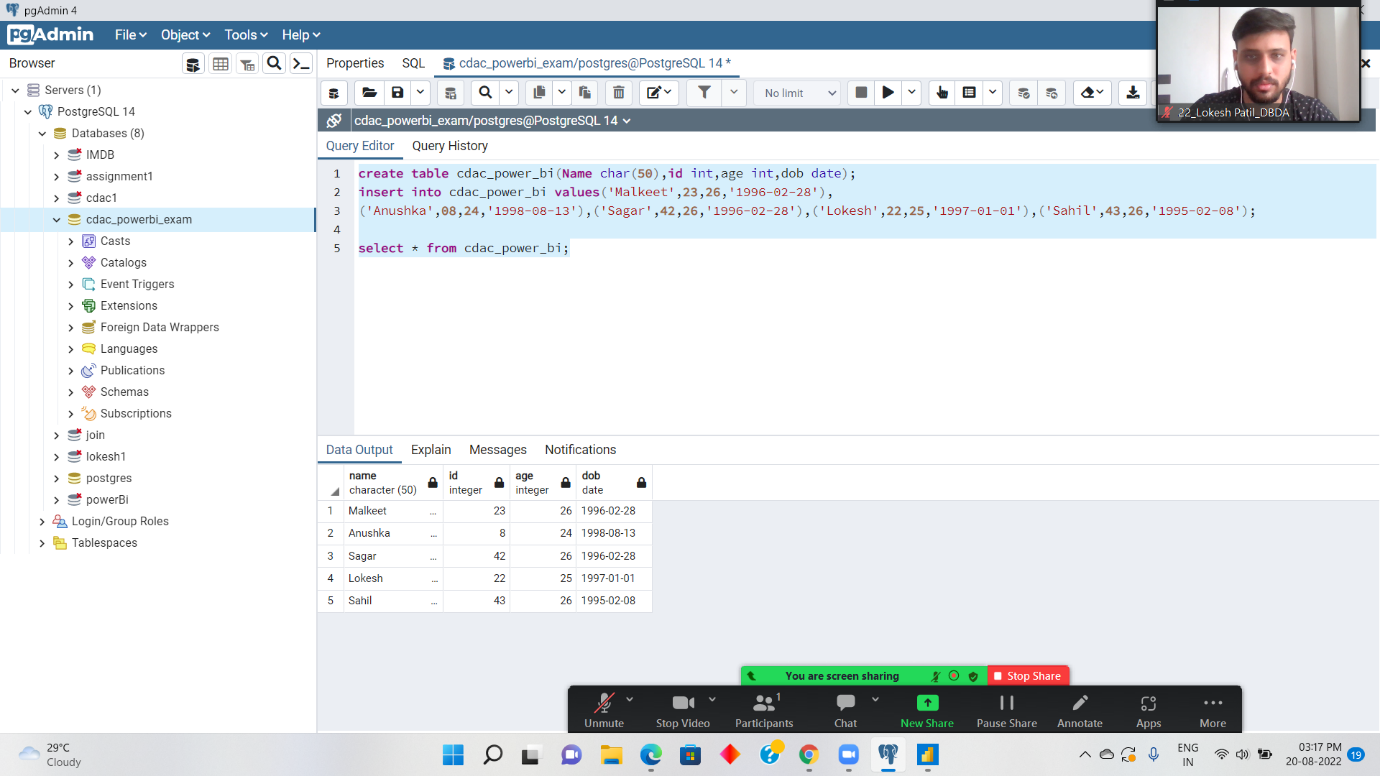 pgAdmin 4
pgAdmin File Object Tools Help
Browser
Properties SQL cdac_powerbi_exam/postgres@PostgreSQL 14 *
No limit
cdac_powerbi_exam/postgres@PostgreSQL 14
Query Editor Query History
Servers (1)
PostgreSQL 14
Databases (8)
IMDB
assignment1
cdac1
cdac_powerbi_exam
Casts
Catalogs
Event Triggers
Extensions
Foreign Data Wrappers
Languages
Publications
Schemas
Subscriptions
join
lokesh1
postgres
powerBi
Login/Group Roles
Tablespaces
1 create table cdac_power_bi(Name char(50),id int,age int,dob date);
2 insert into cdac_power_bi values('Malkeet',23,26,'1996-02-28'),
3 ('Anushka',08,24,'1998-08-13'),('Sagar',42,26,'1996-02-28'),('Lokesh',22,25,'1997-01-01'),('Sahil',43,26,'1995-02-08');
4
5 select * from cdac_power_bi;
22_Lokesh Patil_DBDA
Data Output Explain Messages Notifications
name id age dob
character (50) integer integer date
1 Malkeet ... 23 26 1996-02-28
2 Anushka ... 8 24 1998-08-13
3 Sagar ... 42 26 1996-02-28
4 Lokesh ... 22 25 1997-01-01
5 Sahil ... 43 26 1995-02-08
You are screen sharing Stop Share
1
Unmute Stop Video Participants Chat New Share Pause Share Annotate Apps More
29°C
Cloudy
ENG
IN
03:17 PM
20-08-2022
19